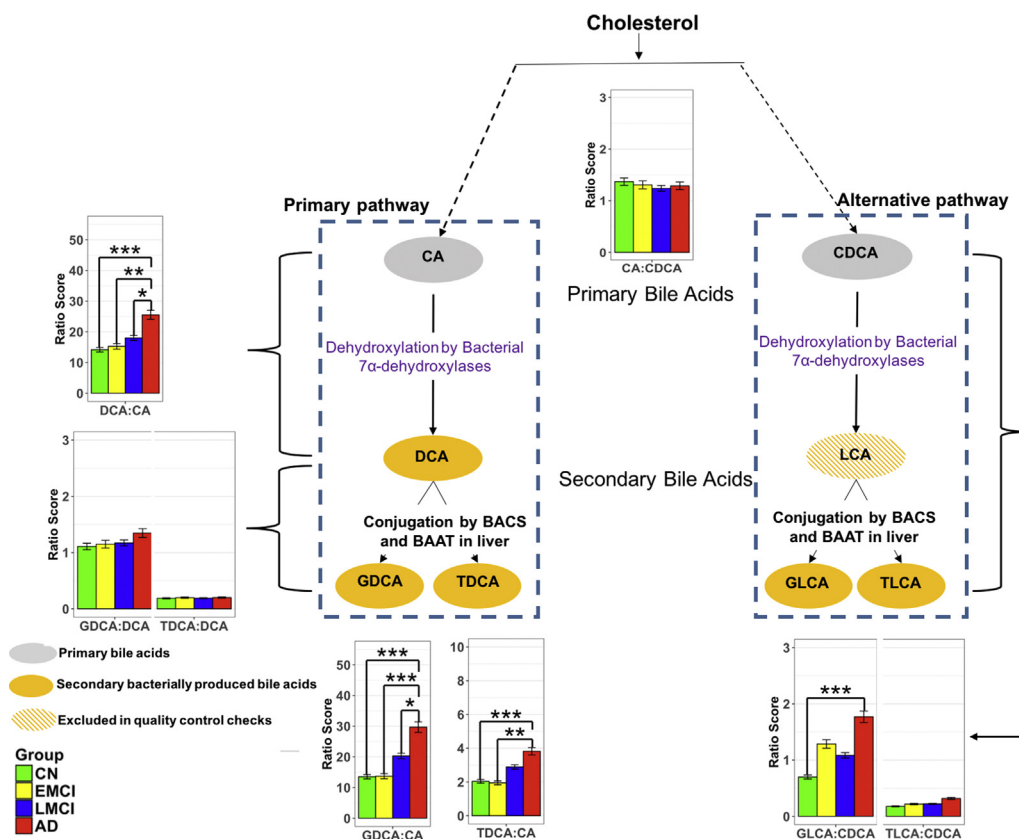 Cholesterol
3
2
1
0
Ratio Score
CA:CDCA
Primary Bile Acids
Primary pathway
Alternative pathway
50
40
30
20
10
0
Ratio Score
***
**
*
DCA:CA
CA
Dehydroxylation by Bacterial
7α-dehydroxylases
DCA
Conjugation by BACS
and BAAT in liver
GDCA
TDCA
CDCA
Dehydroxylation by Bacterial
7α-dehydroxylases
LCA
Conjugation by BACS
and BAAT in liver
GLCA
TLCA
Secondary Bile Acids
3
2
1
0
Ratio Score
GDCA:DCA
TDCA:DCA
Primary bile acids
Secondary bacterially produced bile acids
Excluded in quality control checks
Group
CN
EMCI
LMCI
AD
50
40
30
20
10
0
Ratio Score
***
***
*
GDCA:CA
10
8
6
4
2
0
Ratio Score
***
**
TDCA:CA
3
2
1
0
Ratio Score
***
GLCA:CDCA
TLCA:CDCA